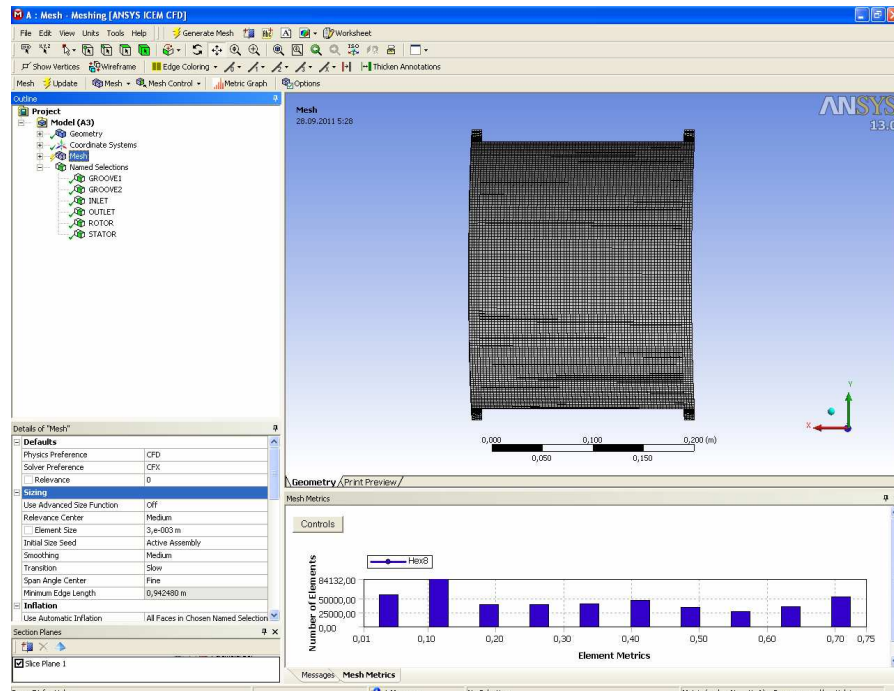 A : Mesh - Meshing [ANSYS ICEM CFD]
File Edit View Units Tools Help Generate Mesh A Worksheet
Show Vertices Wireframe Edge Coloring Thicken Annotations
Mesh Update Mesh Mesh Control Metric Graph Options
Outline
Project
Model (A3)
Geometry
Coordinate Systems
Mesh
Named Selections
GROOVE1
GROOVE2
INLET
OUTLET
ROTOR
STATOR
Mesh
28.09.2011 5:28
ANSYS
13.0
Y
X
0,000 0,100 0,200 (m)
0,050 0,150
Geometry Print Preview
Details of "Mesh"
Defaults
Physics Preference CFD
Solver Preference CFX
Relevance 0
Sizing
Use Advanced Size Function Off
Relevance Center Medium
Element Size 3,e-003 m
Initial Size Seed Active Assembly
Smoothing Medium
Transition Slow
Span Angle Center Fine
Minimum Edge Length 0,942480 m
Inflation
Use Automatic Inflation All Faces in Chosen Named Selection
Section Planes
Slice Plane 1
Mesh Metrics
Controls
Hex8
Number of Elements
84132,00
50000,00
25000,00
0,00
0,01 0,10 0,20 0,30 0,40 0,50 0,60 0,70 0,75
Element Metrics
Messages Mesh Metrics